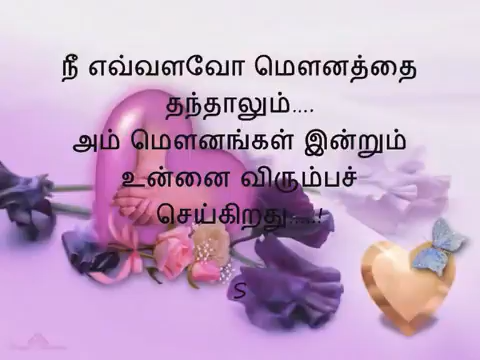 நீ எவ்வளவோ மௌனத்தை
தந்தாலும்....
அம் மௌனங்கள் இன்றும்
உன்னை விரும்பச்
செய்கிறது.....!
S